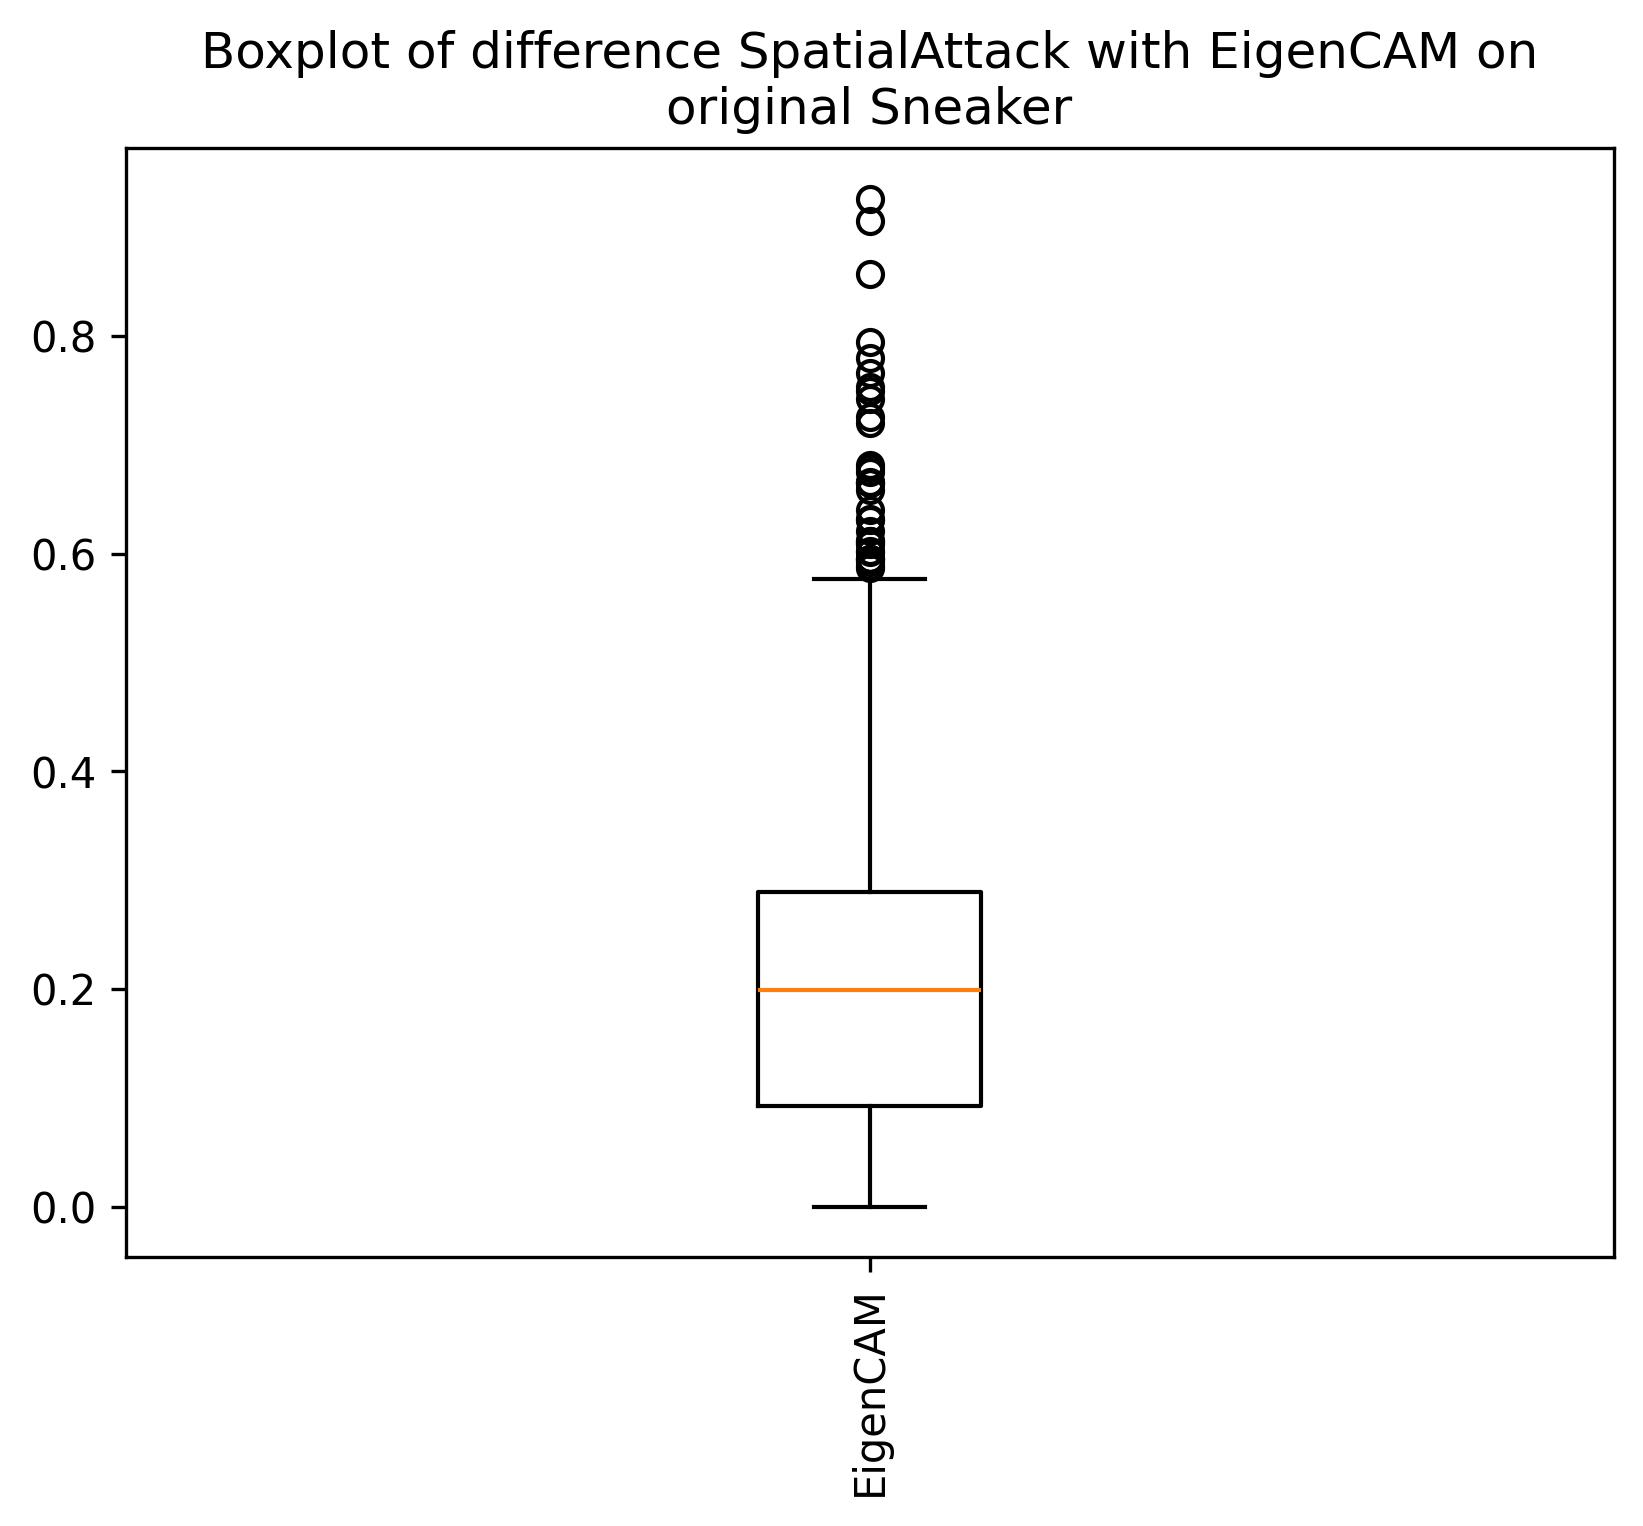 Boxplot of difference SpatialAttack with EigenCAM on
original Sneaker
0.8
0.6
0.4
0.2
0.0
EigenCAM